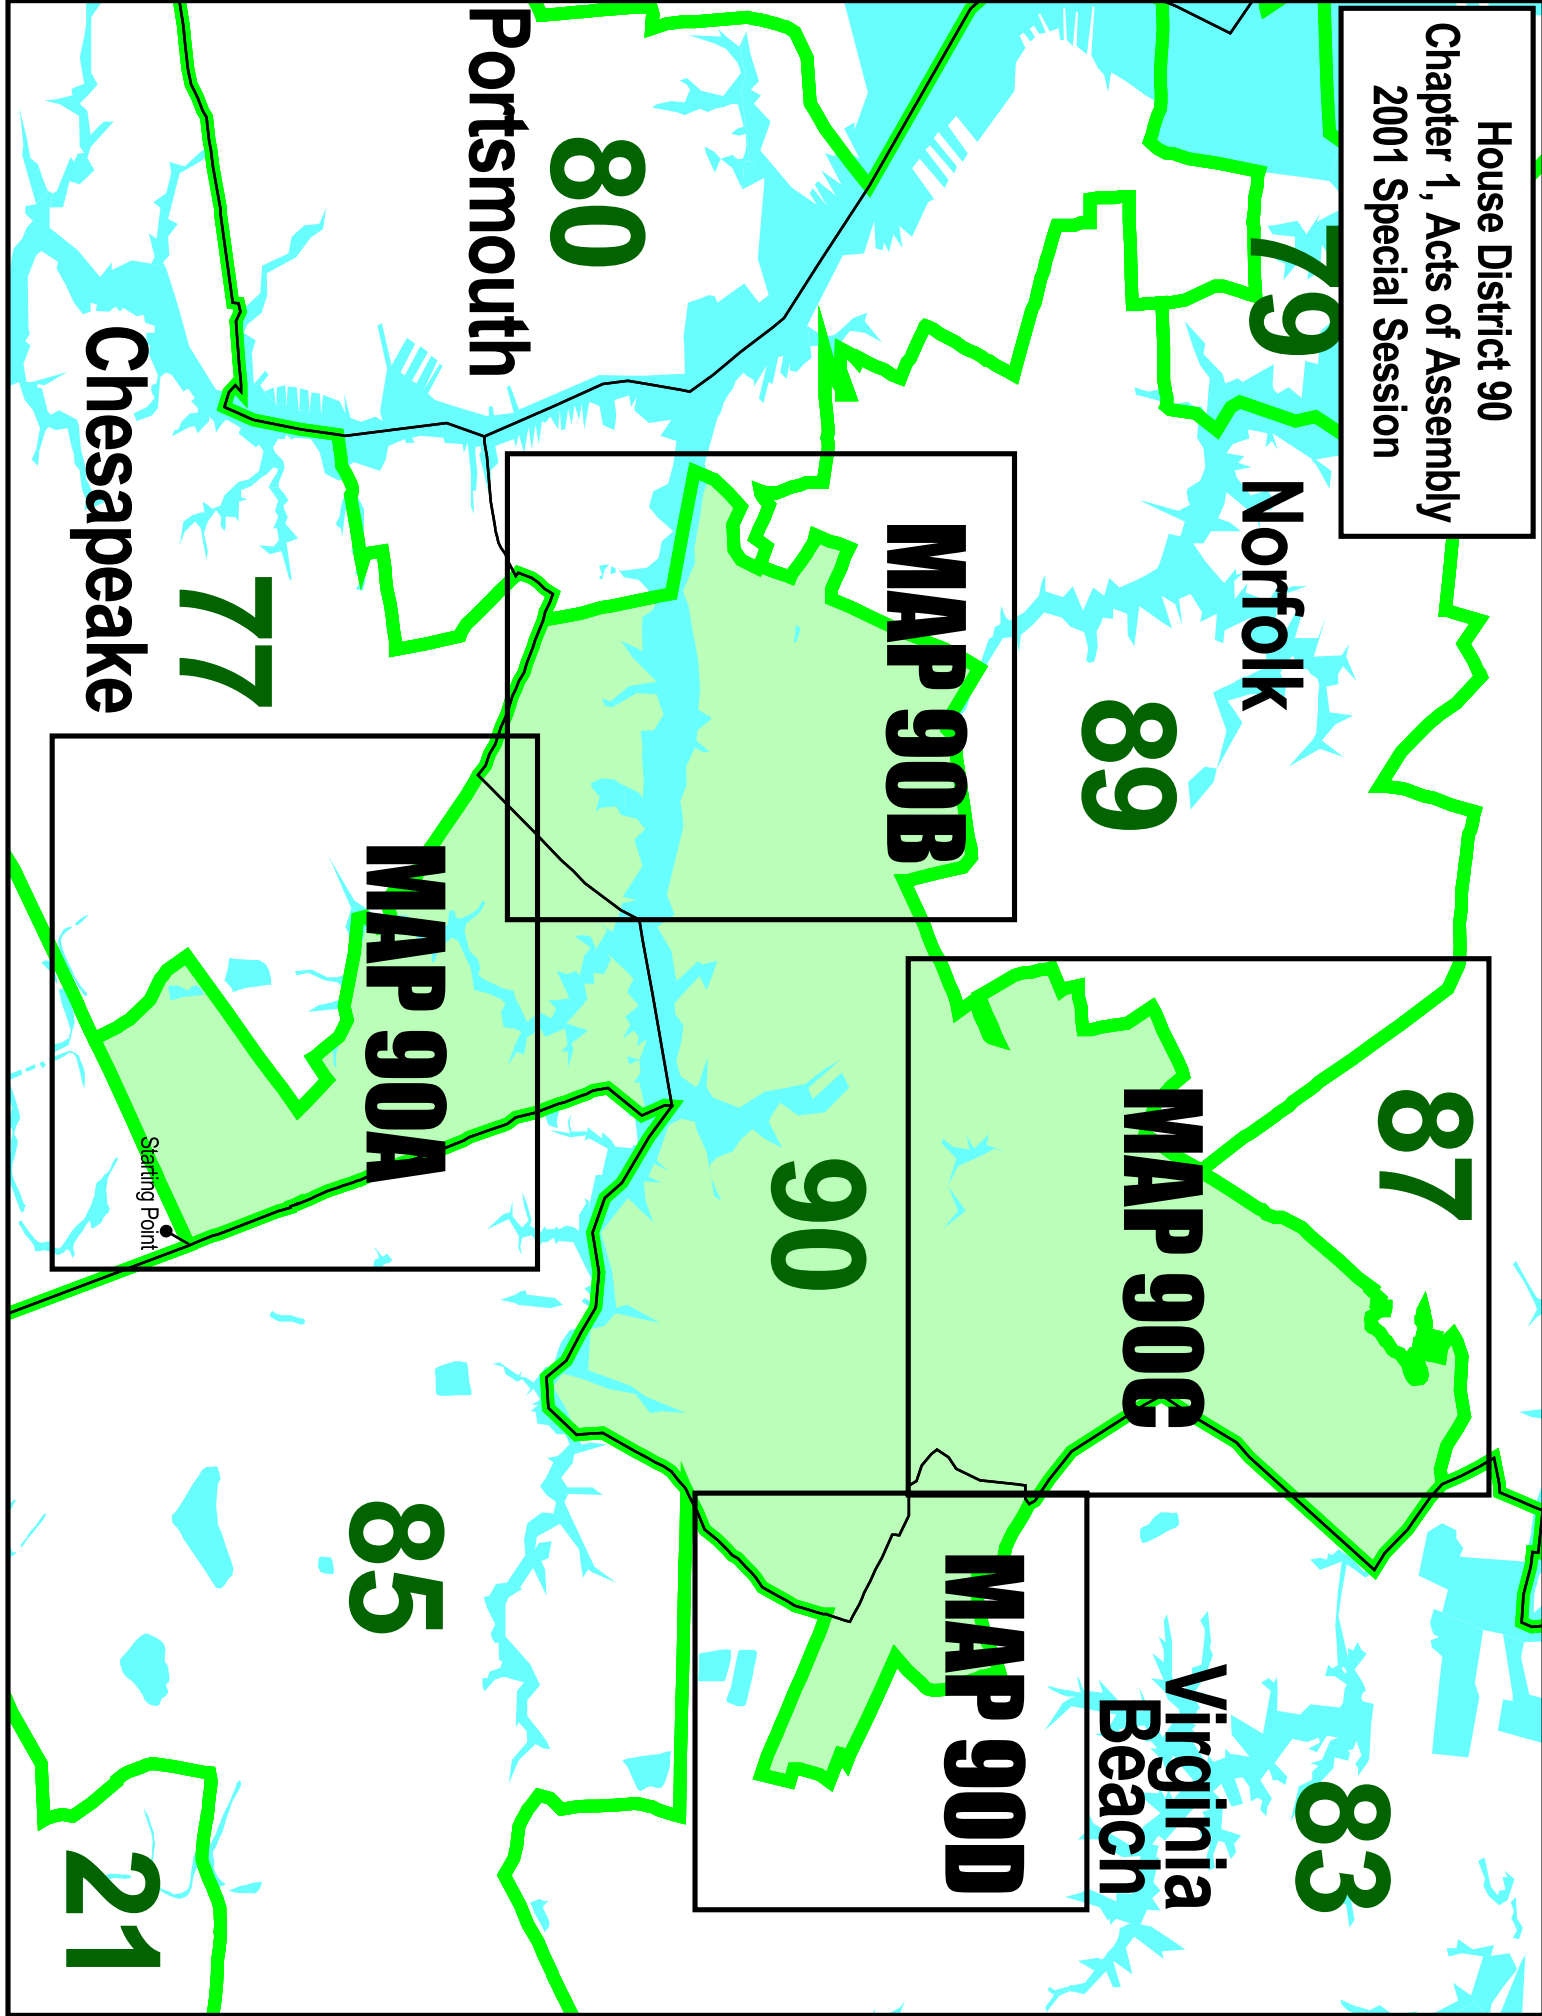 House District 90
Chapter 1, Acts of Assembly
2001 Special Session
79
Norfolk
87
89
83
Virginia
Beach
MAP 90C
MAP 90B
MAP 90D
90
80
Portsmouth
MAP 90A
85
77
Chesapeake
Starting Point
21